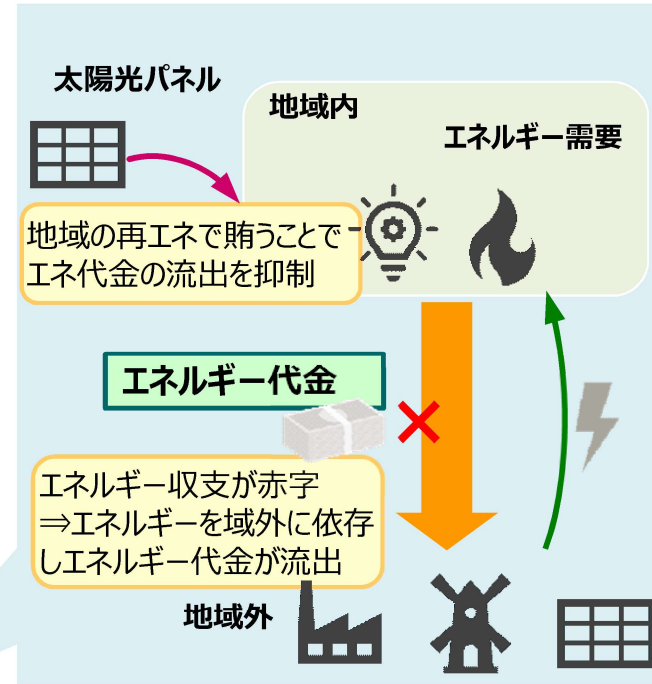 太陽光パネル
地域内
エネルギー需要
地域の再エネで賄うことで
エネ代金の流出を抑制
エネルギー代金
エネルギー収支が赤字
⇒エネルギーを域外に依存
しエネルギー代金が流出
地域外